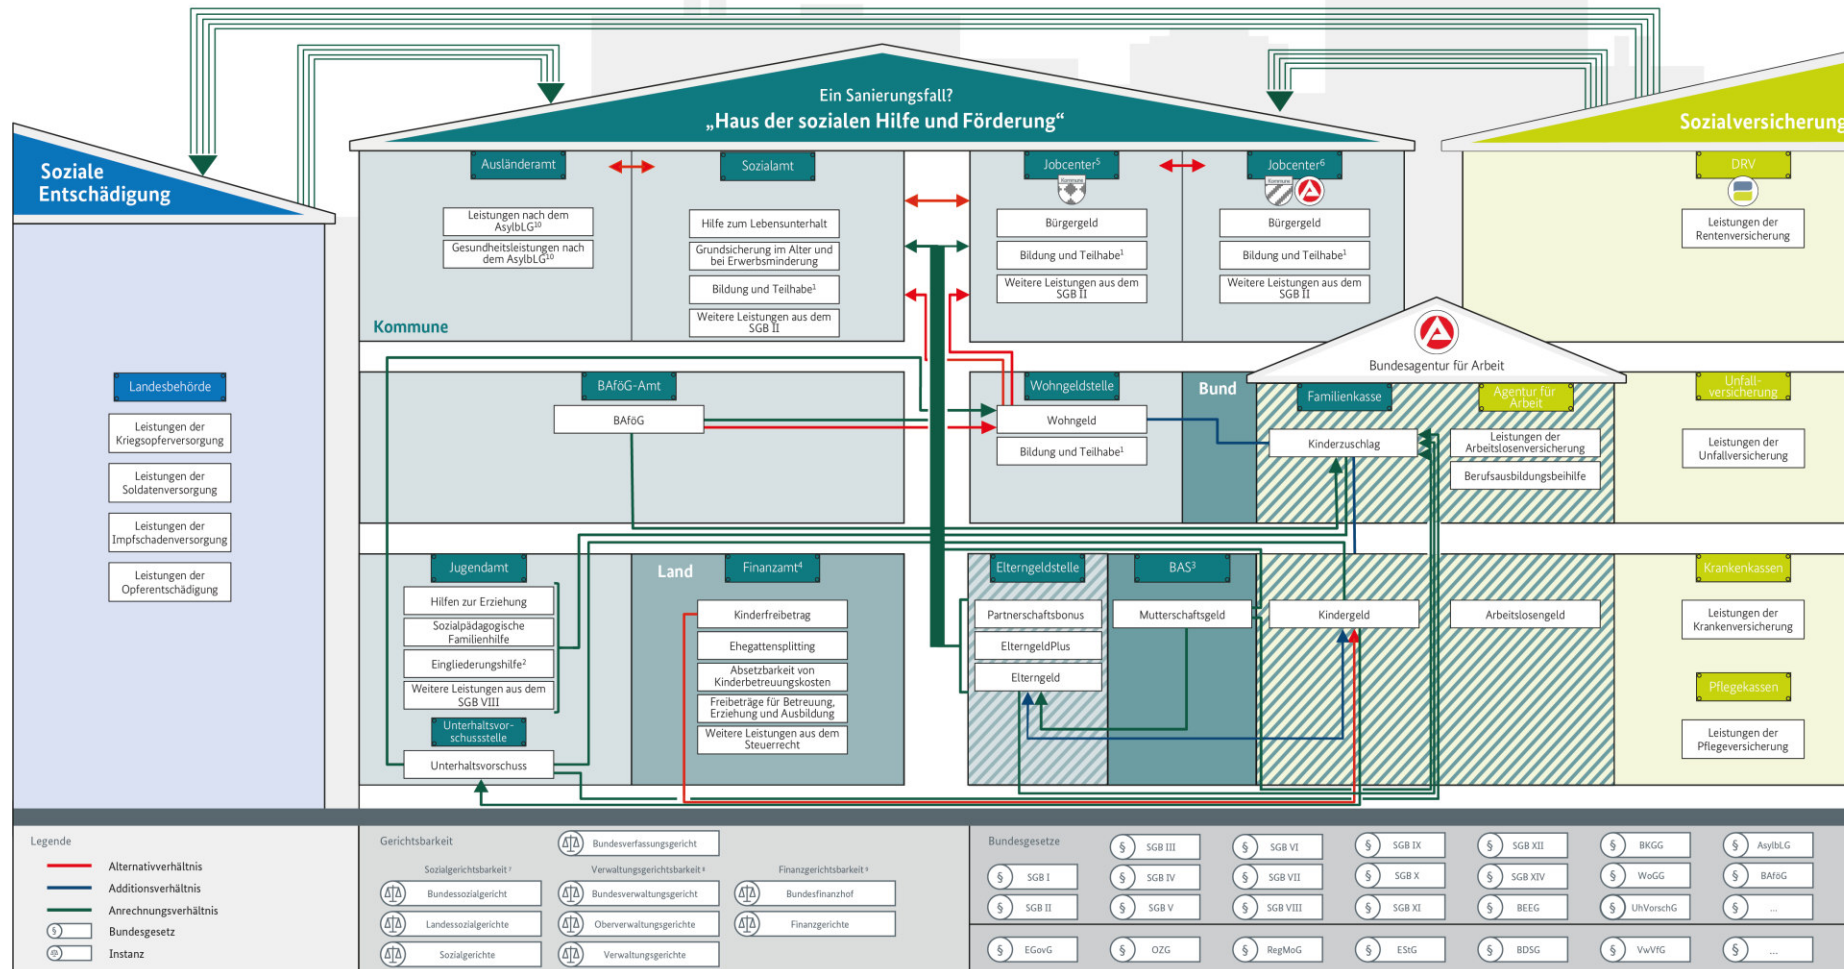 Ein Sanierungsfall?
„Haus der sozialen Hilfe und Förderung“
Soziale
Entschädigung
Landesbehörde
Leistungen der
Kriegsopferversorgung
Leistungen der
Soldatenversorgung
Leistungen der
Impfschadenversorgung
Leistungen der
Opferentschädigung
Ausländeramt
Leistungen nach dem
AsylbLG¹⁰
Gesundheitsleistungen nach
dem AsylbLG¹⁰
Kommune
Sozialamt
Hilfe zum Lebensunterhalt
Grundsicherung im Alter und
bei Erwerbsminderung
Bildung und Teilhabe¹
Weitere Leistungen aus dem
SGB II
Jobcenter⁵
Kommune
Bürgergeld
Bildung und Teilhabe¹
Weitere Leistungen aus dem
SGB II
Jobcenter⁶
Kommune
Bürgergeld
Bildung und Teilhabe¹
Weitere Leistungen aus dem
SGB II
BAföG-Amt
BAföG
Wohngeldstelle
Wohngeld
Bildung und Teilhabe¹
Bund
Bundesagentur für Arbeit
Familienkasse
Kinderzuschlag
Agentur für
Arbeit
Leistungen der
Arbeitslosenversicherung
Berufsausbildungsbeihilfe
Jugendamt
Hilfen zur Erziehung
Sozialpädagogische
Familienhilfe
Eingliederungshilfe²
Weitere Leistungen aus dem
SGB VIII
Unterhaltsvor-
schussstelle
Unterhaltsvorschuss
Land
Finanzamt⁴
Kinderfreibetrag
Ehegattensplitting
Absetzbarkeit von
Kinderbetreuungskosten
Freibeträge für Betreuung,
Erziehung und Ausbildung
Weitere Leistungen aus dem
Steuerrecht
Elterngeldstelle
Partnerschaftsbonus
ElterngeldPlus
Elterngeld
BAS³
Mutterschaftsgeld
Kindergeld
Arbeitslosengeld
Sozialversicherung
DRV
Leistungen der
Rentenversicherung
Unfall-
versicherung
Leistungen der
Unfallversicherung
Krankenkassen
Leistungen der
Krankenversicherung
Pflegekassen
Leistungen der
Pflegeversicherung
Legende
Alternativverhältnis
Additionsverhältnis
Anrechnungsverhältnis
§ Bundesgesetz
Instanz
Gerichtsbarkeit
Bundesverfassungsgericht
Sozialgerichtsbarkeit⁷
Bundessozialgericht
Landessozialgerichte
Sozialgerichte
Verwaltungsgerichtsbarkeit⁸
Bundesverwaltungsgericht
Oberverwaltungsgerichte
Verwaltungsgerichte
Finanzgerichtsbarkeit⁹
Bundesfinanzhof
Finanzgerichte
Bundesgesetze
§ SGB I
§ SGB II
§ SGB III
§ SGB IV
§ SGB V
§ SGB VI
§ SGB VII
§ SGB VIII
§ SGB IX
§ SGB X
§ SGB XI
§ SGB XII
§ SGB XIV
§ BEEG
§ BKGG
§ WoGG
§ UhVorschG
§ AsylbLG
§ BAföG
§ ...
§ EGovG
§ OZG
§ RegMoG
§ EStG
§ BDSG
§ VwVfG
§ ...